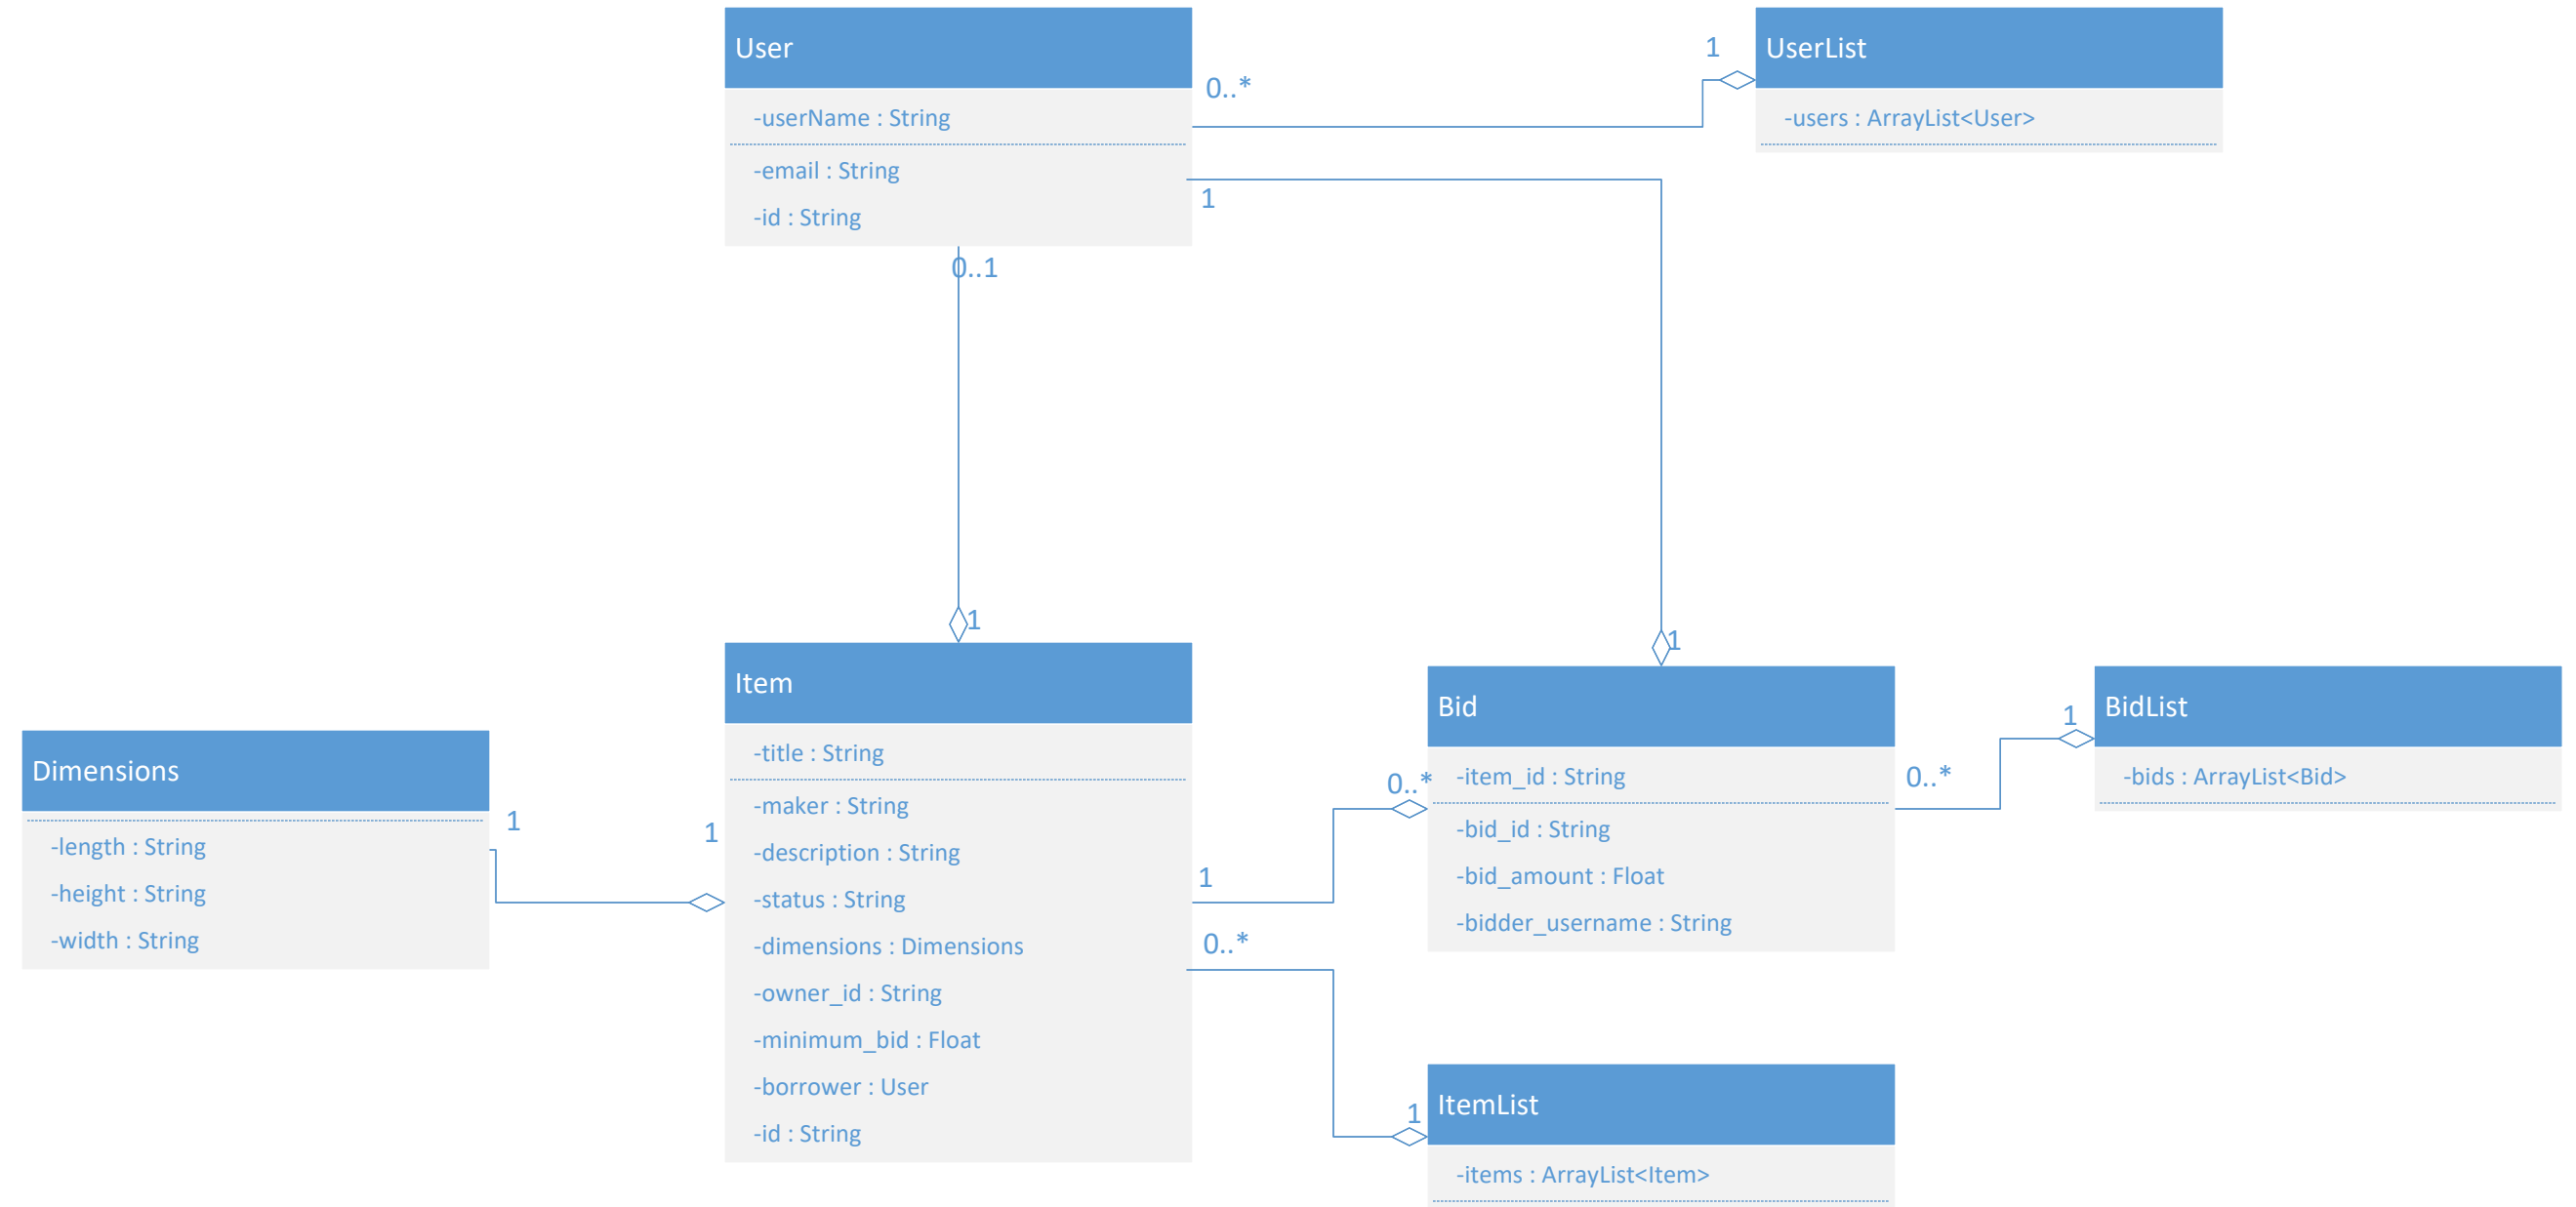 User
-userName : String
-email : String
-id : String
0..*
1
1
UserList
-users : ArrayList<User>
0..1
1
1
Dimensions
-length : String
-height : String
-width : String
1
1
Item
-title : String
-maker : String
-description : String
-status : String
-dimensions : Dimensions
-owner_id : String
-minimum_bid : Float
-borrower : User
-id : String
0..*
1
0..*
Bid
-item_id : String
-bid_id : String
-bid_amount : Float
-bidder_username : String
0..*
1
BidList
-bids : ArrayList<Bid>
1
ItemList
-items : ArrayList<Item>